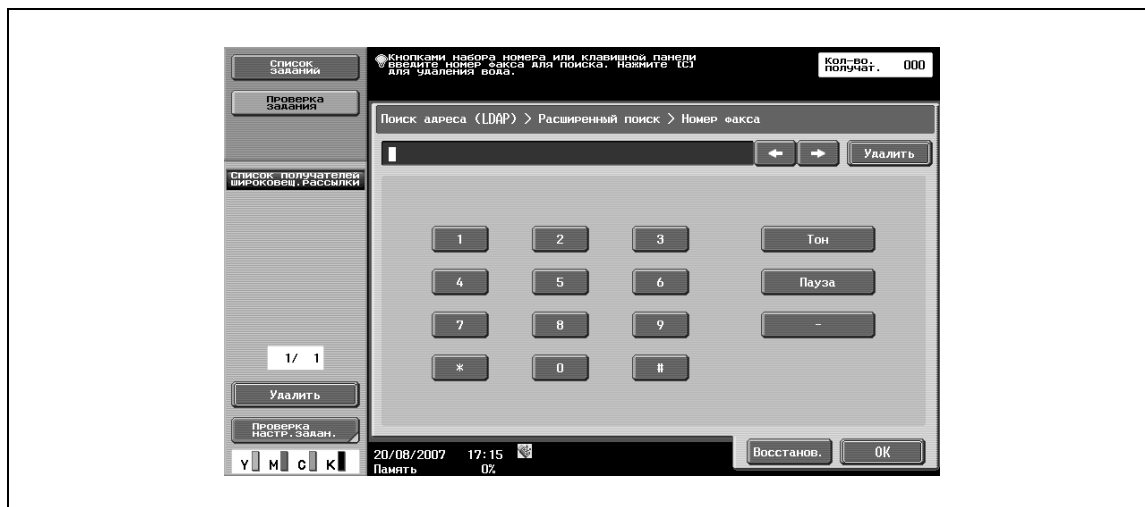 Список
заданий
Проверка
задания
Список получателей
широковещ.рассылки
1/ 1
Удалить
Проверка
настр.задан.
Y M C K
Кнопками набора номера или клавишной панели
введите номер факса для поиска. Нажмите [C]
для удаления вода.
Кол-во.
получат. 000
Поиск адреса (LDAP) > Расширенный поиск > Номер факса
← → Удалить
1 2 3 Тон
4 5 6 Пауза
7 8 9 -
* 0 #
20/08/2007 17:15
Память 0%
Восстанов. OK